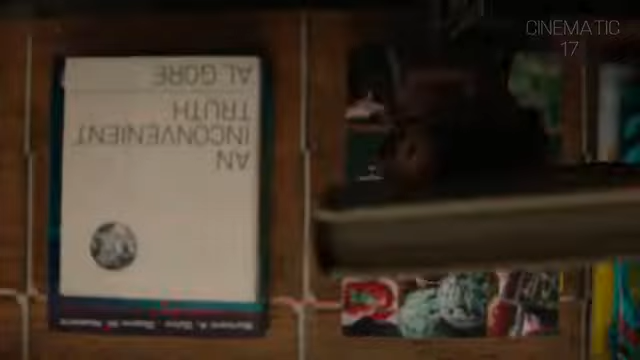 CINEMATIC
17
AN
INCONVENIENT
TRUTH
AL GORE